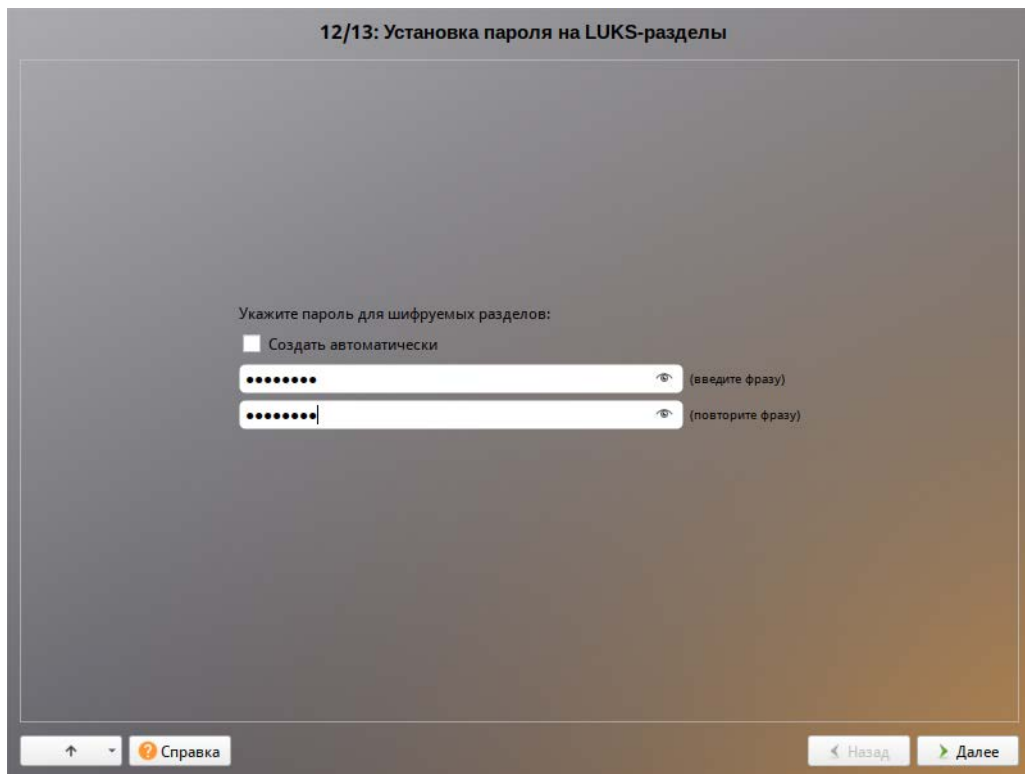 12/13: Установка пароля на LUKS-разделы
Укажите пароль для шифруемых разделов:
Создать автоматически
●●●●●●●● (введите фразу)
●●●●●●●● (повторите фразу)
Справка Назад Далее